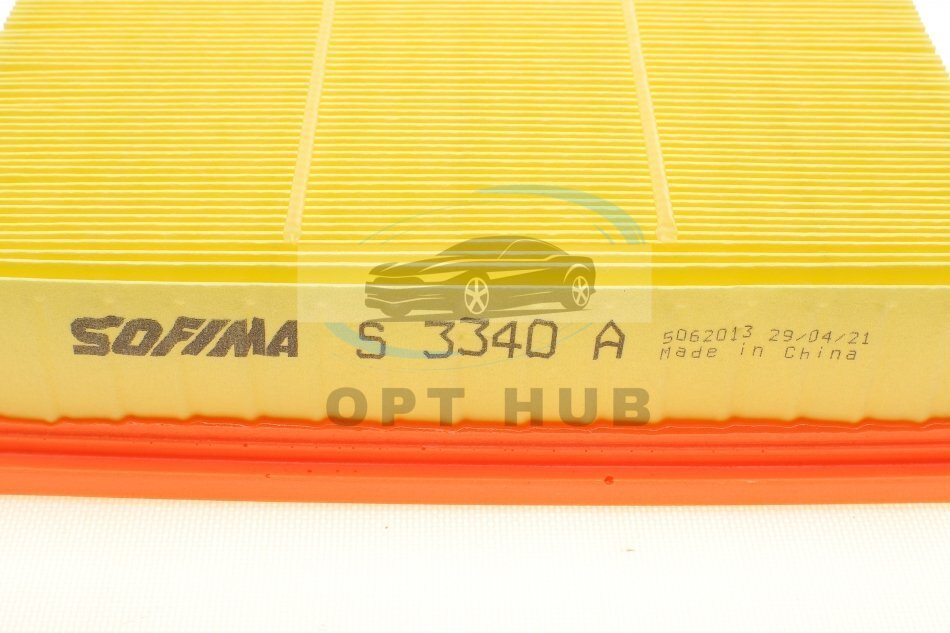 SOFIMA S 3340 A 5062013 29/04/21
Made in China
OPT HUB